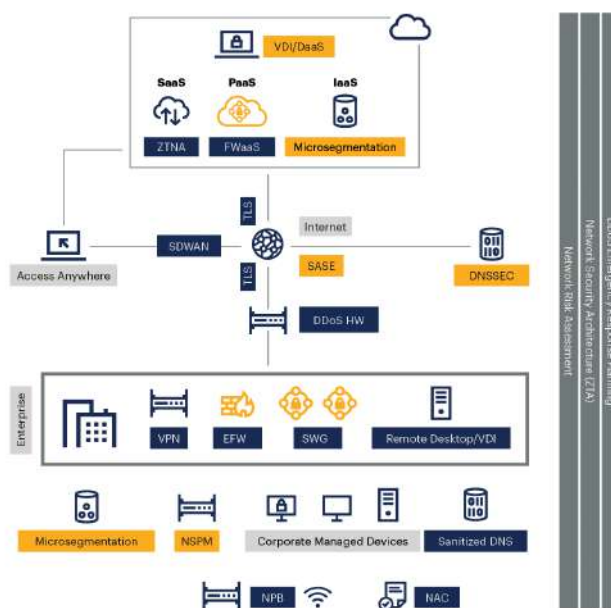 VDI/DaaS
SaaS
PaaS
IaaS
ZTNA
FWaaS
Microsegmentation
TLS
Internet
Access Anywhere
SDWAN
SASE
DNSSEC
TLS
DDoS HW
Enterprise
VPN
EFW
SWG
Remote Desktop/VDI
Microsegmentation
NSPM
Corporate Managed Devices
Sanitized DNS
NPB
NAC
Network Risk Assessment
Network Security Architecture (ZTA)
Response Planning